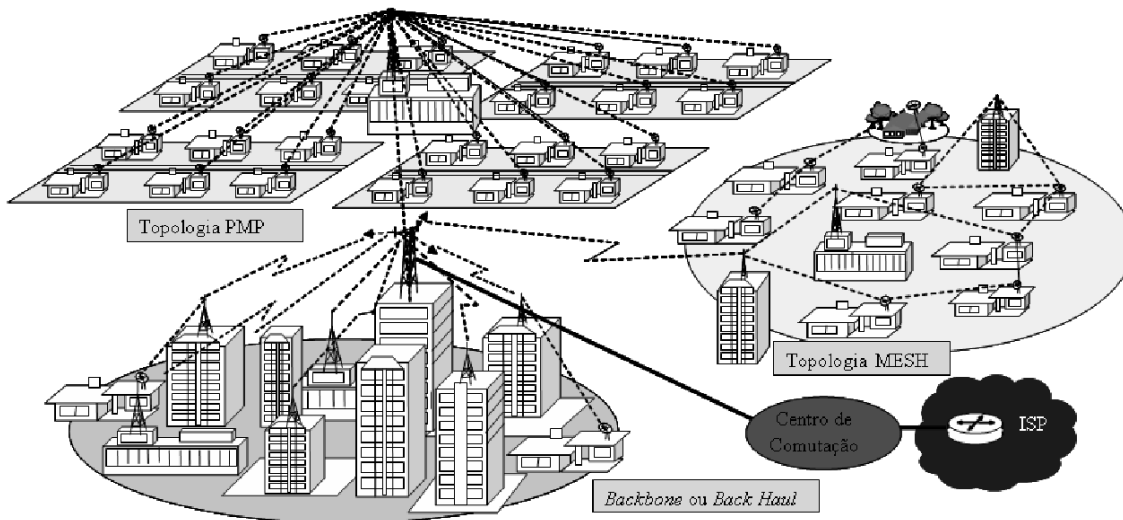 Topologia PMP
Topologia MESH
Centro de
Comutação
ISP
Backbone ou Back Haul